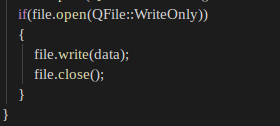 if(file.open(QFile::WriteOnly))
{
file.write(data);
file.close();
}
}